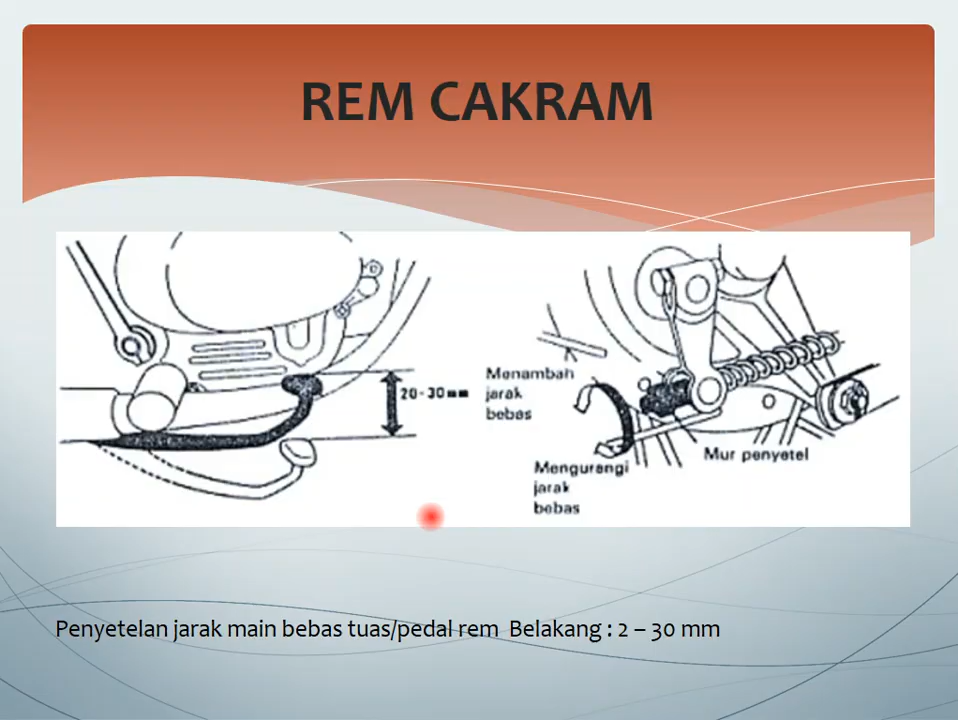 REM CAKRAM
20-30mm
Menambah
jarak
bebas
Mengurangi
jarak
bebas
Mur penyetel
Penyetelan jarak main bebas tuas/pedal rem Belakang : 2 – 30 mm